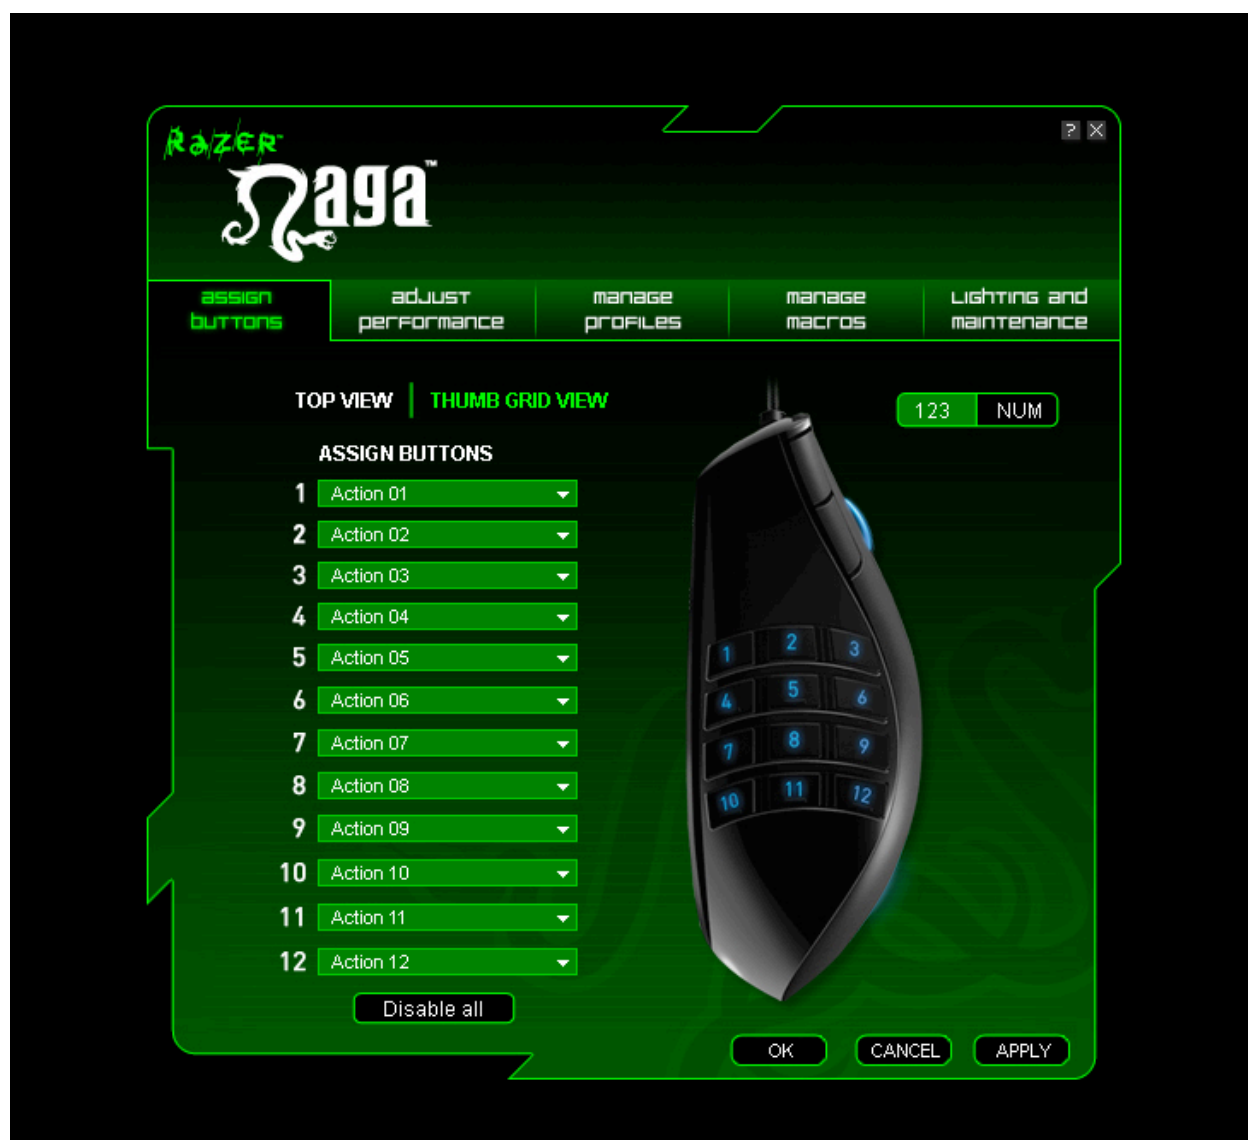 RAZER™
Naga™
? X
assign buttons
adjust performance
manage profiles
manage macros
Lighting and maintenance
TOP VIEW | THUMB GRID VIEW
123 NUM
ASSIGN BUTTONS
1 Action 01
2 Action 02
3 Action 03
4 Action 04
5 Action 05
6 Action 06
7 Action 07
8 Action 08
9 Action 09
10 Action 10
11 Action 11
12 Action 12
1 2 3
4 5 6
7 8 9
10 11 12
Disable all
OK CANCEL APPLY